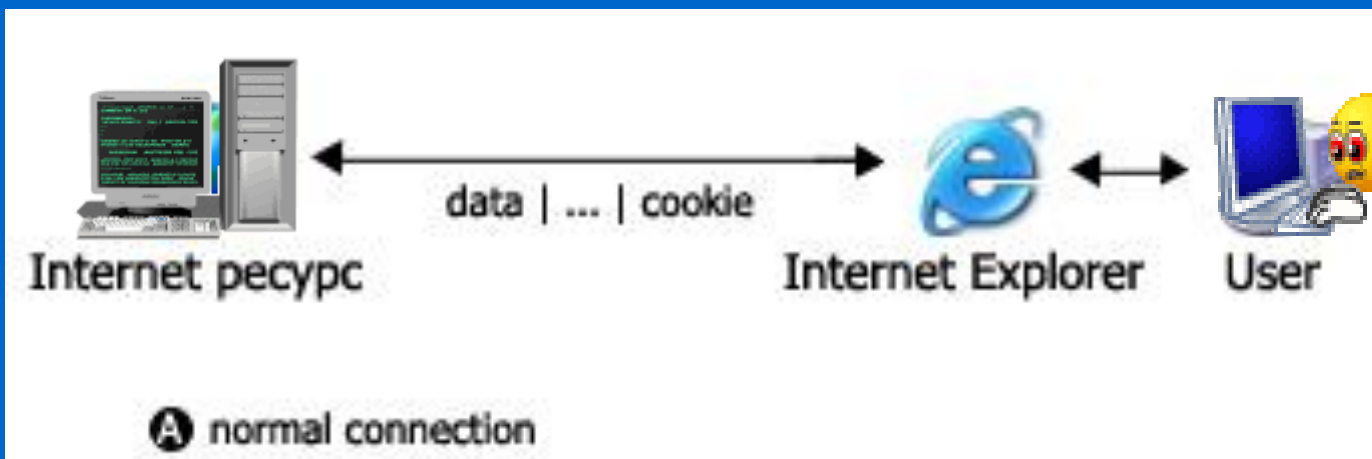 data | ... | cookie
Internet ресурс
Internet Explorer
User
A normal connection